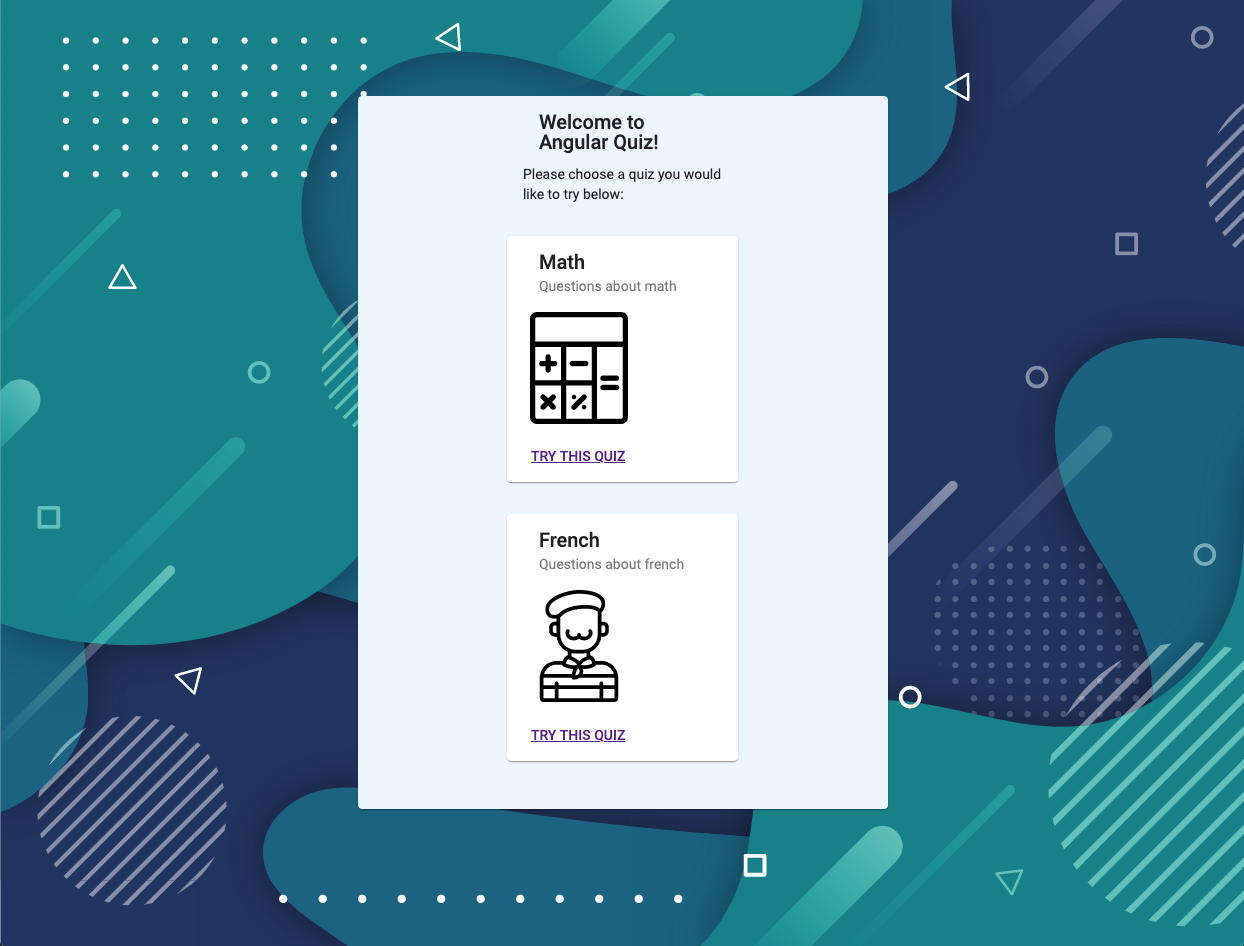 Welcome to
Angular Quiz!
Please choose a quiz you would
like to try below:
Math
Questions about math
TRY THIS QUIZ
French
Questions about french
TRY THIS QUIZ